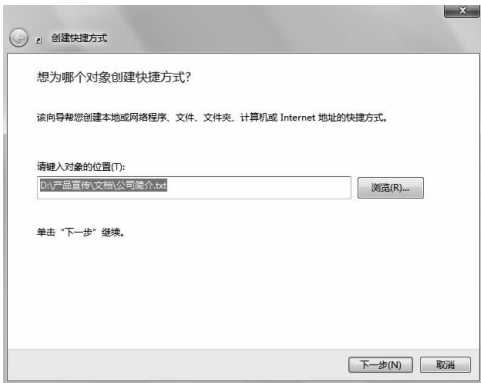 创建快捷方式
想为哪个对象创建快捷方式?
该向导帮您创建本地或网络程序、文件、文件夹、计算机或 Internet 地址的快捷方式。
请键入对象的位置(T):
D:\产品宣传\文档\公司简介.txt
浏览(R)...
单击“下一步”继续。
下一步(N)
取消